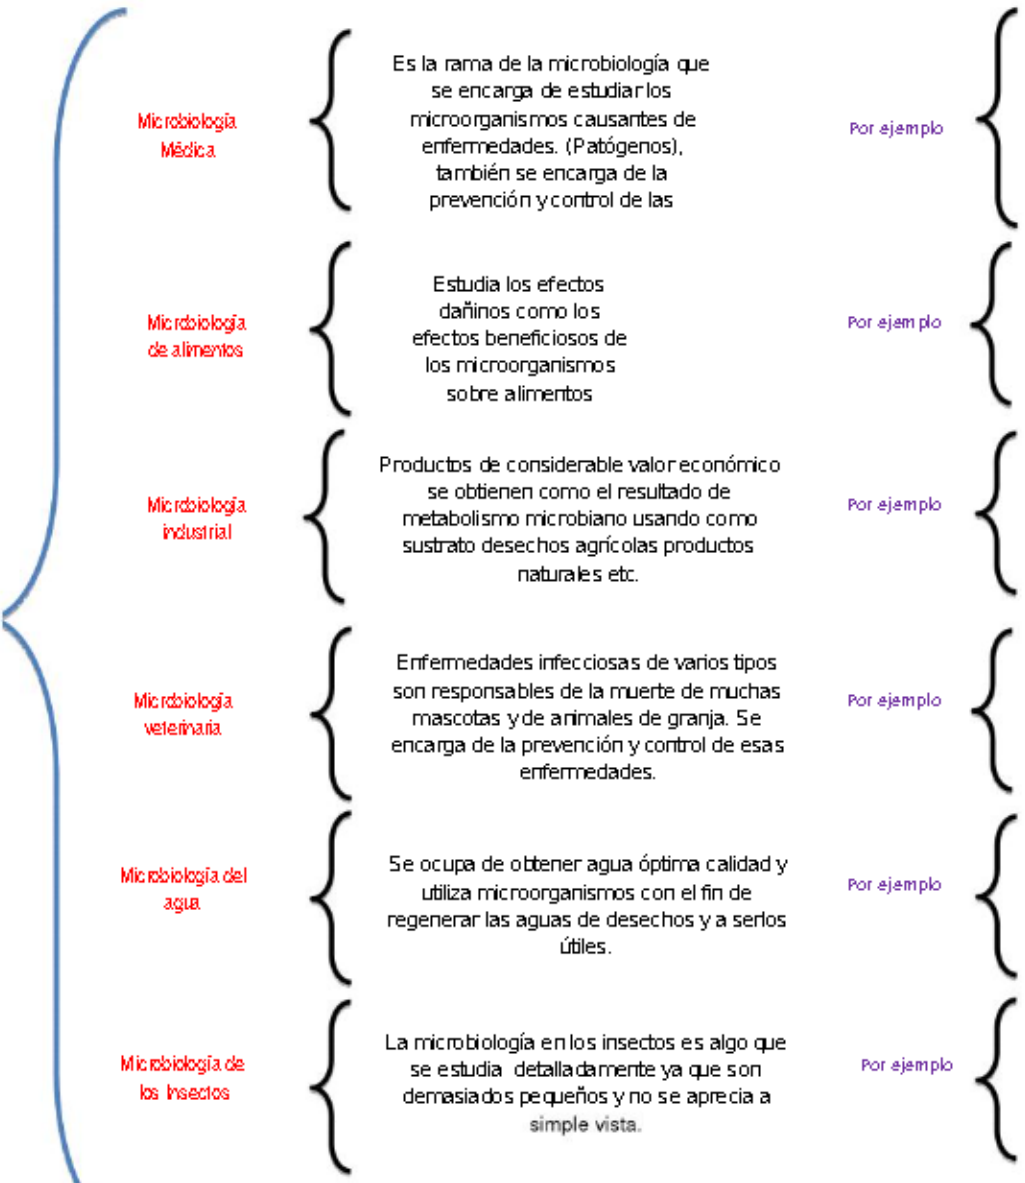 Microbiología
Médica
Es la rama de la microbiología que
se encarga de estudiar los
microorganismos causantes de
enfermedades. (Patógenos),
también se encarga de la
prevención y control de las
Por ejemplo
Microbiología
de alimentos
Estudia los efectos
dañinos como los
efectos beneficiosos de
los microorganismos
sobre alimentos
Por ejemplo
Microbiología
industrial
Productos de considerable valor económico
se obtienen como el resultado de
metabolismo microbiano usando como
sustrato desechos agrícolas productos
naturales etc.
Por ejemplo
Microbiología
veterinaria
Enfermedades infecciosas de varios tipos
son responsables de la muerte de muchas
mascotas y de animales de granja. Se
encarga de la prevención y control de esas
enfermedades.
Por ejemplo
Microbiología del
agua
Se ocupa de obtener agua óptima calidad y
utiliza microorganismos con el fin de
regenerar las aguas de desechos y a serlos
útiles.
Por ejemplo
Microbiología de
los Insectos
La microbiología en los insectos es algo que
se estudia detalladamente ya que son
demasiados pequeños y no se aprecia a
simple vista.
Por ejemplo